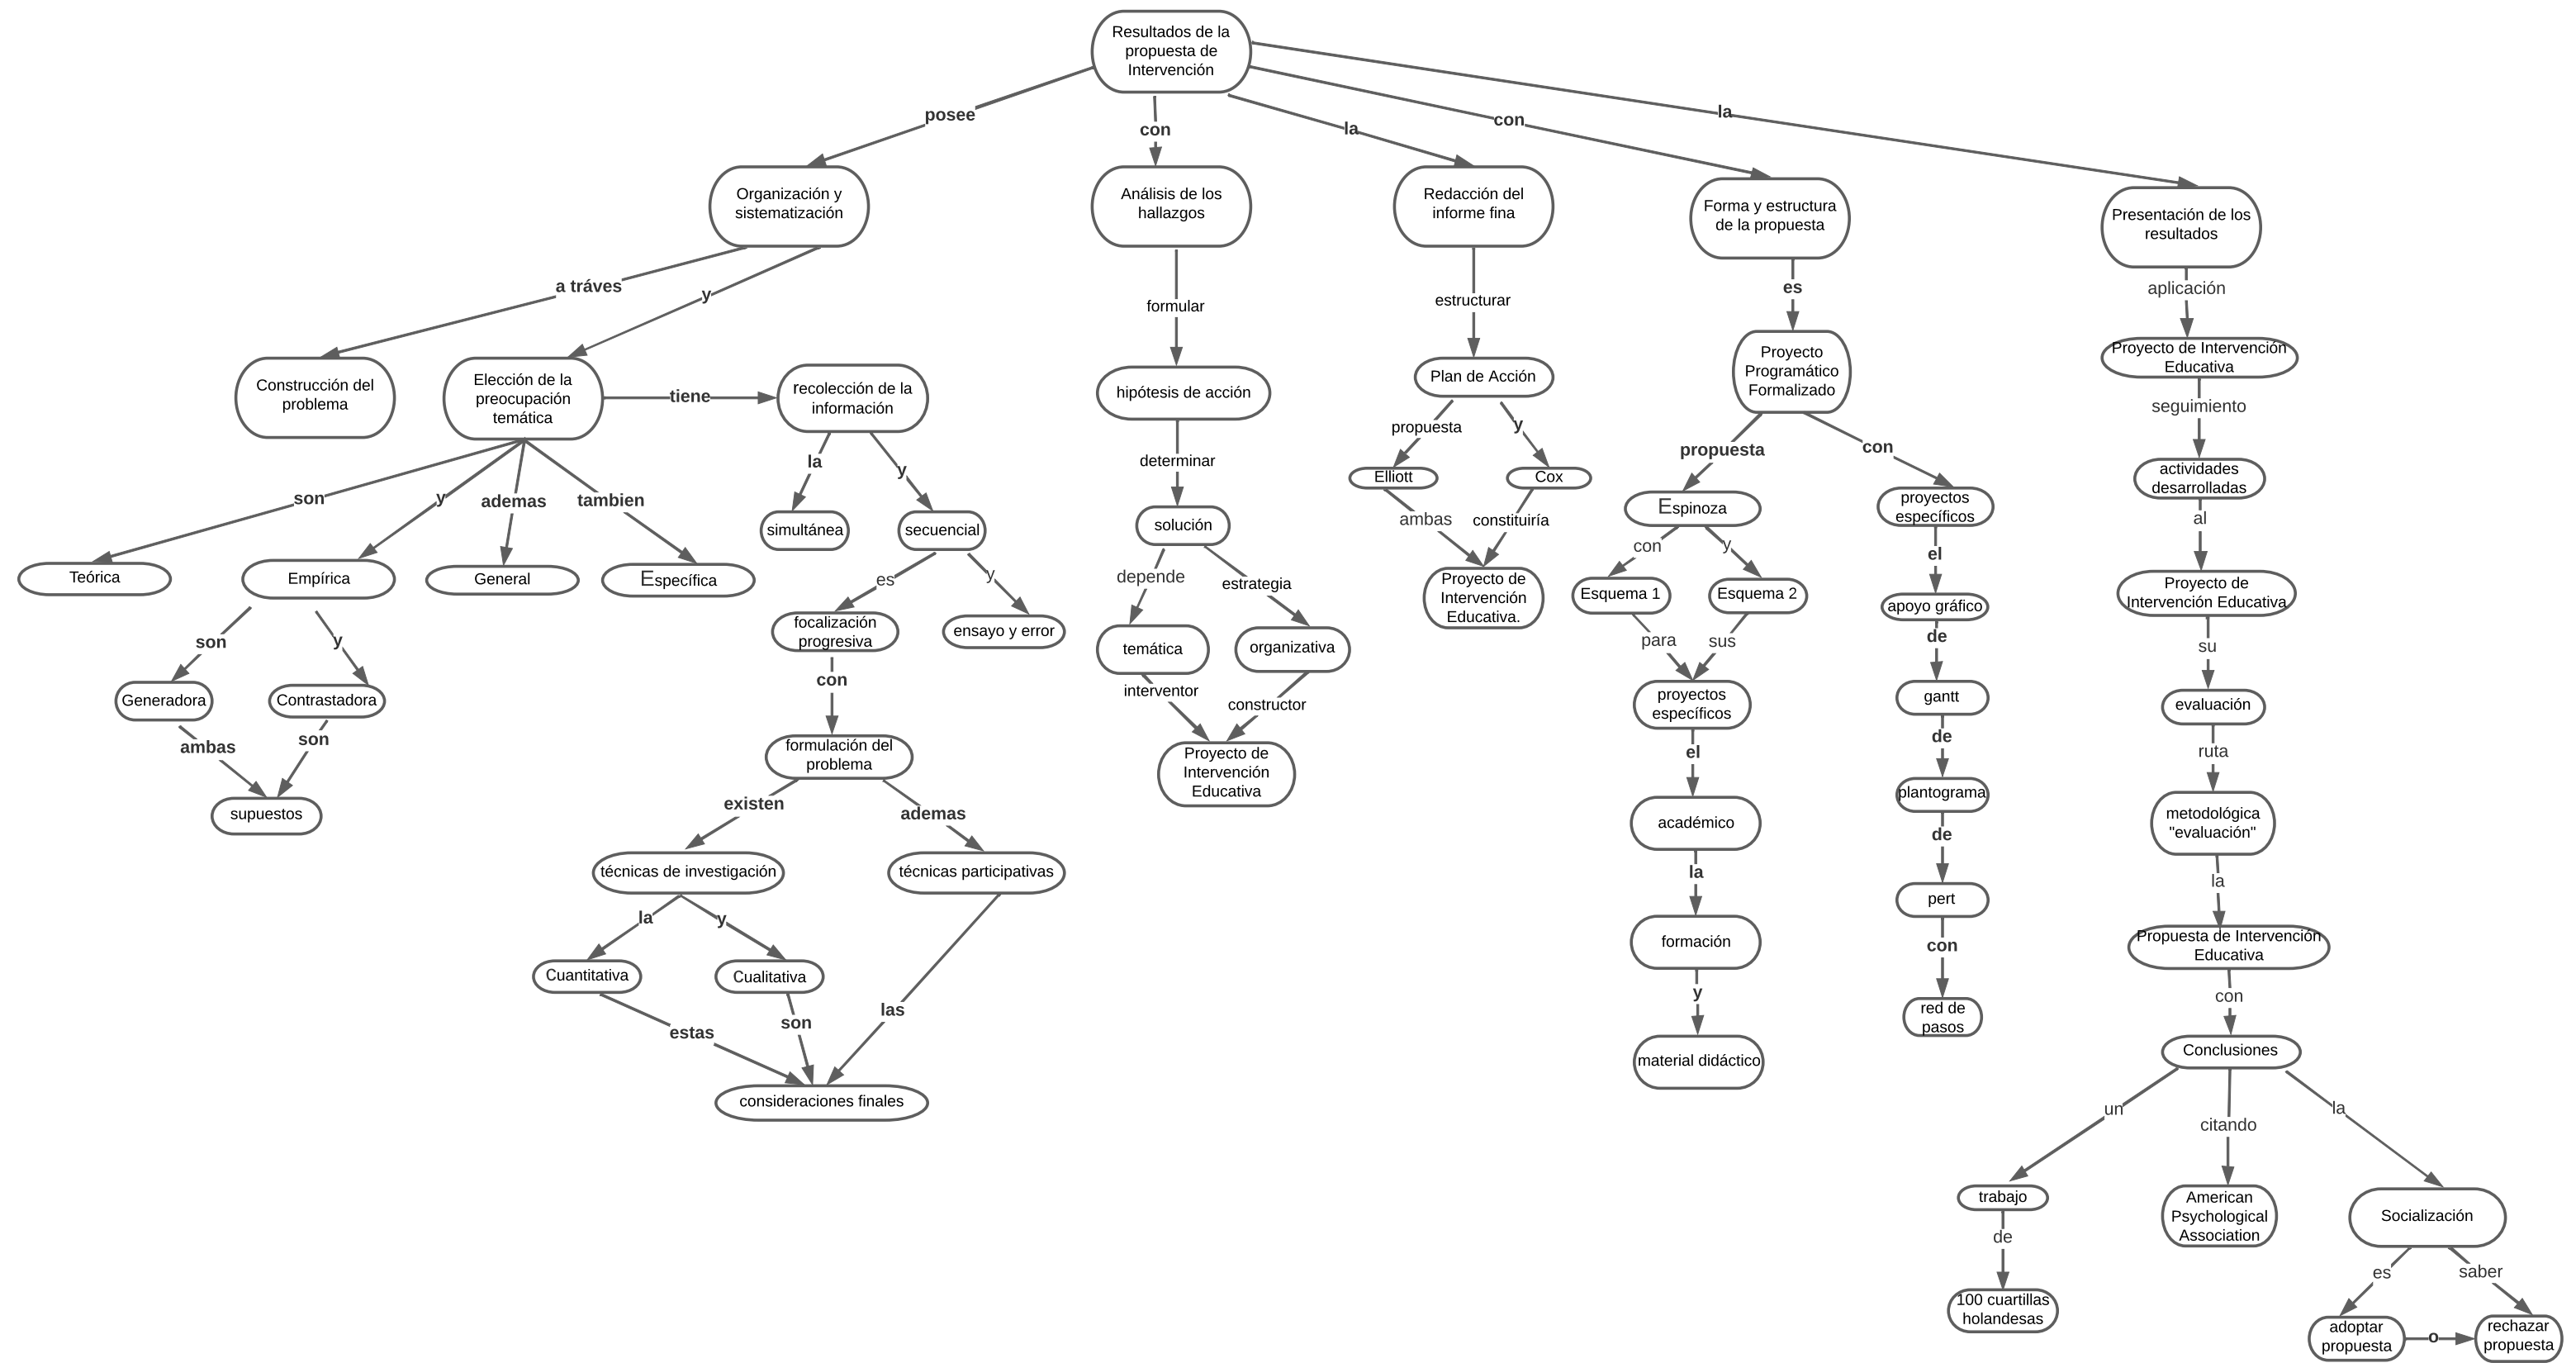 Resultados de la
propuesta de
Intervención
posee
con
la
con
la
Organización y
sistematización
Análisis de los
hallazgos
Redacción del
informe fina
Forma y estructura
de la propuesta
Presentación de los
resultados
a tráves
y
formular
estructurar
es
aplicación
Construcción del
problema
Elección de la
preocupación
temática
tiene
recolección de la
información
hipótesis de acción
Plan de Acción
Proyecto
Programático
Formalizado
Proyecto de Intervención
Educativa
seguimiento
son
y
ademas
tambien
la
y
determinar
propuesta
y
propuesta
con
Elliott
Cox
actividades
desarrolladas
al
simultánea
secuencial
solución
ambas
constituiría
Espinoza
proyectos
específicos
Teórica
Empírica
General
Específica
es
y
depende
estrategia
Proyecto de
Intervención
Educativa.
con
y
el
Esquema 1
Esquema 2
apoyo gráfico
Proyecto de
Intervención Educativa
son
y
focalización
progresiva
ensayo y error
temática
organizativa
para
sus
de
su
Generadora
Contrastadora
con
interventor
constructor
proyectos
específicos
gantt
evaluación
ambas
son
formulación del
problema
Proyecto de
Intervención
Educativa
el
de
ruta
supuestos
existen
ademas
académico
plantograma
metodológica
"evaluación"
técnicas de investigación
técnicas participativas
la
de
la
la
y
formación
pert
Propuesta de Intervención
Educativa
Cuantitativa
Cualitativa
y
con
con
estas
son
las
material didáctico
red de
pasos
Conclusiones
consideraciones finales
un
citando
la
trabajo
American
Psychological
Association
Socialización
de
es
saber
100 cuartillas
holandesas
adoptar
propuesta
o
rechazar
propuesta